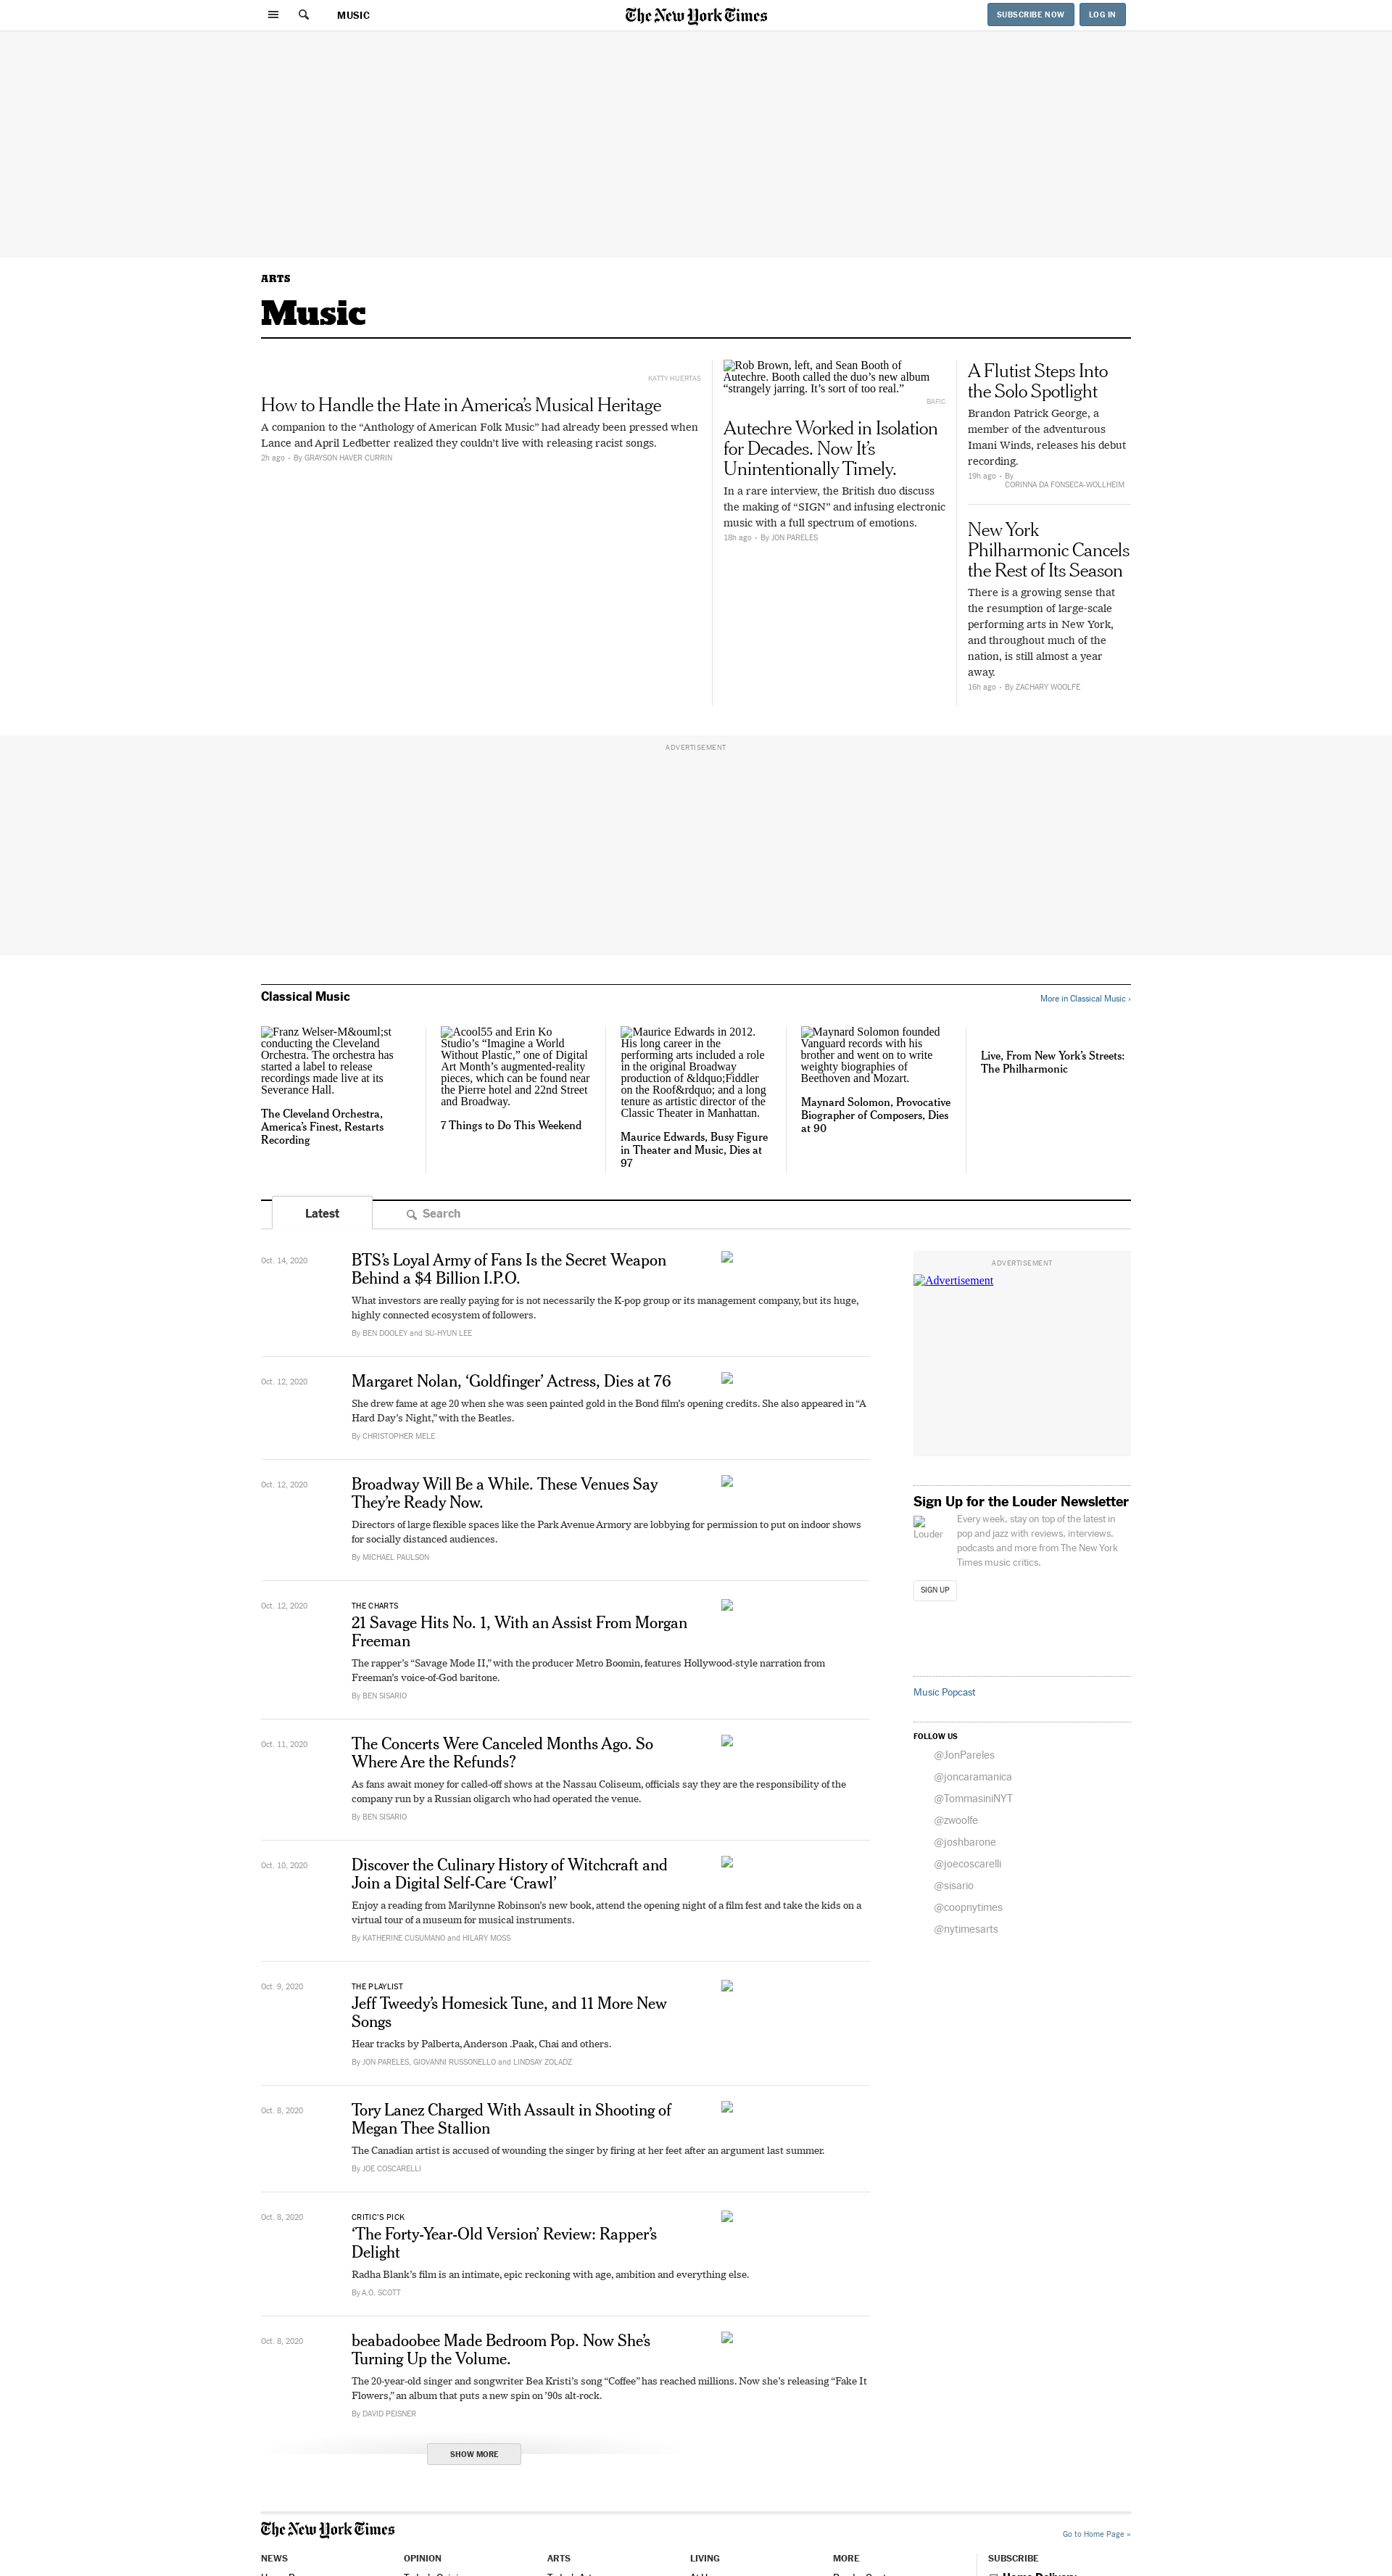 MUSIC
The New York Times
SUBSCRIBE NOW
LOG IN
ARTS
Music
KATTY HUERTAS
How to Handle the Hate in America’s Musical Heritage
A companion to the “Anthology of American Folk Music” had already been pressed when
Lance and April Ledbetter realized they couldn’t live with releasing racist songs.
2h ago • By GRAYSON HAVER CURRIN
Rob Brown, left, and Sean Booth of
Autechre. Booth called the duo’s new album
“strangely jarring. It’s sort of too real.”
BAFIC
Autechre Worked in Isolation
for Decades. Now It’s
Unintentionally Timely.
In a rare interview, the British duo discuss
the making of “SIGN” and infusing electronic
music with a full spectrum of emotions.
18h ago • By JON PARELES
A Flutist Steps Into
the Solo Spotlight
Brandon Patrick George, a
member of the adventurous
Imani Winds, releases his debut
recording.
19h ago • By
CORINNA DA FONSECA-WOLLHEIM
New York
Philharmonic Cancels
the Rest of Its Season
There is a growing sense that
the resumption of large-scale
performing arts in New York,
and throughout much of the
nation, is still almost a year
away.
16h ago • By ZACHARY WOOLFE
ADVERTISEMENT
Classical Music
More in Classical Music ›
Franz Welser-M&ouml;st
conducting the Cleveland
Orchestra. The orchestra has
started a label to release
recordings made live at its
Severance Hall.
The Cleveland Orchestra,
America’s Finest, Restarts
Recording
Acool55 and Erin Ko
Studio’s “Imagine a World
Without Plastic,” one of Digital
Art Month’s augmented-reality
pieces, which can be found near
the Pierre hotel and 22nd Street
and Broadway.
7 Things to Do This Weekend
Maurice Edwards in 2012.
His long career in the
performing arts included a role
in the original Broadway
production of &ldquo;Fiddler
on the Roof&rdquo; and a long
tenure as artistic director of the
Classic Theater in Manhattan.
Maurice Edwards, Busy Figure
in Theater and Music, Dies at
97
Maynard Solomon founded
Vanguard records with his
brother and went on to write
weighty biographies of
Beethoven and Mozart.
Maynard Solomon, Provocative
Biographer of Composers, Dies
at 90
Live, From New York’s Streets:
The Philharmonic
Latest
Search
Oct. 14, 2020
BTS’s Loyal Army of Fans Is the Secret Weapon
Behind a $4 Billion I.P.O.
What investors are really paying for is not necessarily the K-pop group or its management company, but its huge,
highly connected ecosystem of followers.
By BEN DOOLEY and SU-HYUN LEE
Oct. 12, 2020
Margaret Nolan, ‘Goldfinger’ Actress, Dies at 76
She drew fame at age 20 when she was seen painted gold in the Bond film’s opening credits. She also appeared in “A
Hard Day’s Night,” with the Beatles.
By CHRISTOPHER MELE
Oct. 12, 2020
Broadway Will Be a While. These Venues Say
They’re Ready Now.
Directors of large flexible spaces like the Park Avenue Armory are lobbying for permission to put on indoor shows
for socially distanced audiences.
By MICHAEL PAULSON
Oct. 12, 2020
THE CHARTS
21 Savage Hits No. 1, With an Assist From Morgan
Freeman
The rapper’s “Savage Mode II,” with the producer Metro Boomin, features Hollywood-style narration from
Freeman’s voice-of-God baritone.
By BEN SISARIO
Oct. 11, 2020
The Concerts Were Canceled Months Ago. So
Where Are the Refunds?
As fans await money for called-off shows at the Nassau Coliseum, officials say they are the responsibility of the
company run by a Russian oligarch who had operated the venue.
By BEN SISARIO
Oct. 10, 2020
Discover the Culinary History of Witchcraft and
Join a Digital Self-Care ‘Crawl’
Enjoy a reading from Marilynne Robinson’s new book, attend the opening night of a film fest and take the kids on a
virtual tour of a museum for musical instruments.
By KATHERINE CUSUMANO and HILARY MOSS
Oct. 9, 2020
THE PLAYLIST
Jeff Tweedy’s Homesick Tune, and 11 More New
Songs
Hear tracks by Palberta, Anderson .Paak, Chai and others.
By JON PARELES, GIOVANNI RUSSONELLO and LINDSAY ZOLADZ
Oct. 8, 2020
Tory Lanez Charged With Assault in Shooting of
Megan Thee Stallion
The Canadian artist is accused of wounding the singer by firing at her feet after an argument last summer.
By JOE COSCARELLI
Oct. 8, 2020
CRITIC’S PICK
‘The Forty-Year-Old Version’ Review: Rapper’s
Delight
Radha Blank’s film is an intimate, epic reckoning with age, ambition and everything else.
By A.O. SCOTT
Oct. 8, 2020
beabadoobee Made Bedroom Pop. Now She’s
Turning Up the Volume.
The 20-year-old singer and songwriter Bea Kristi’s song “Coffee” has reached millions. Now she’s releasing “Fake It
Flowers,” an album that puts a new spin on ’90s alt-rock.
By DAVID PEISNER
SHOW MORE
ADVERTISEMENT
Advertisement
Sign Up for the Louder Newsletter
Louder
Every week, stay on top of the latest in
pop and jazz with reviews, interviews,
podcasts and more from The New York
Times music critics.
SIGN UP
Music Popcast
FOLLOW US
@JonPareles
@joncaramanica
@TommasiniNYT
@zwoolfe
@joshbarone
@joecoscarelli
@sisario
@coopnytimes
@nytimesarts
The New York Times
Go to Home Page »
NEWS
OPINION
ARTS
LIVING
MORE
SUBSCRIBE